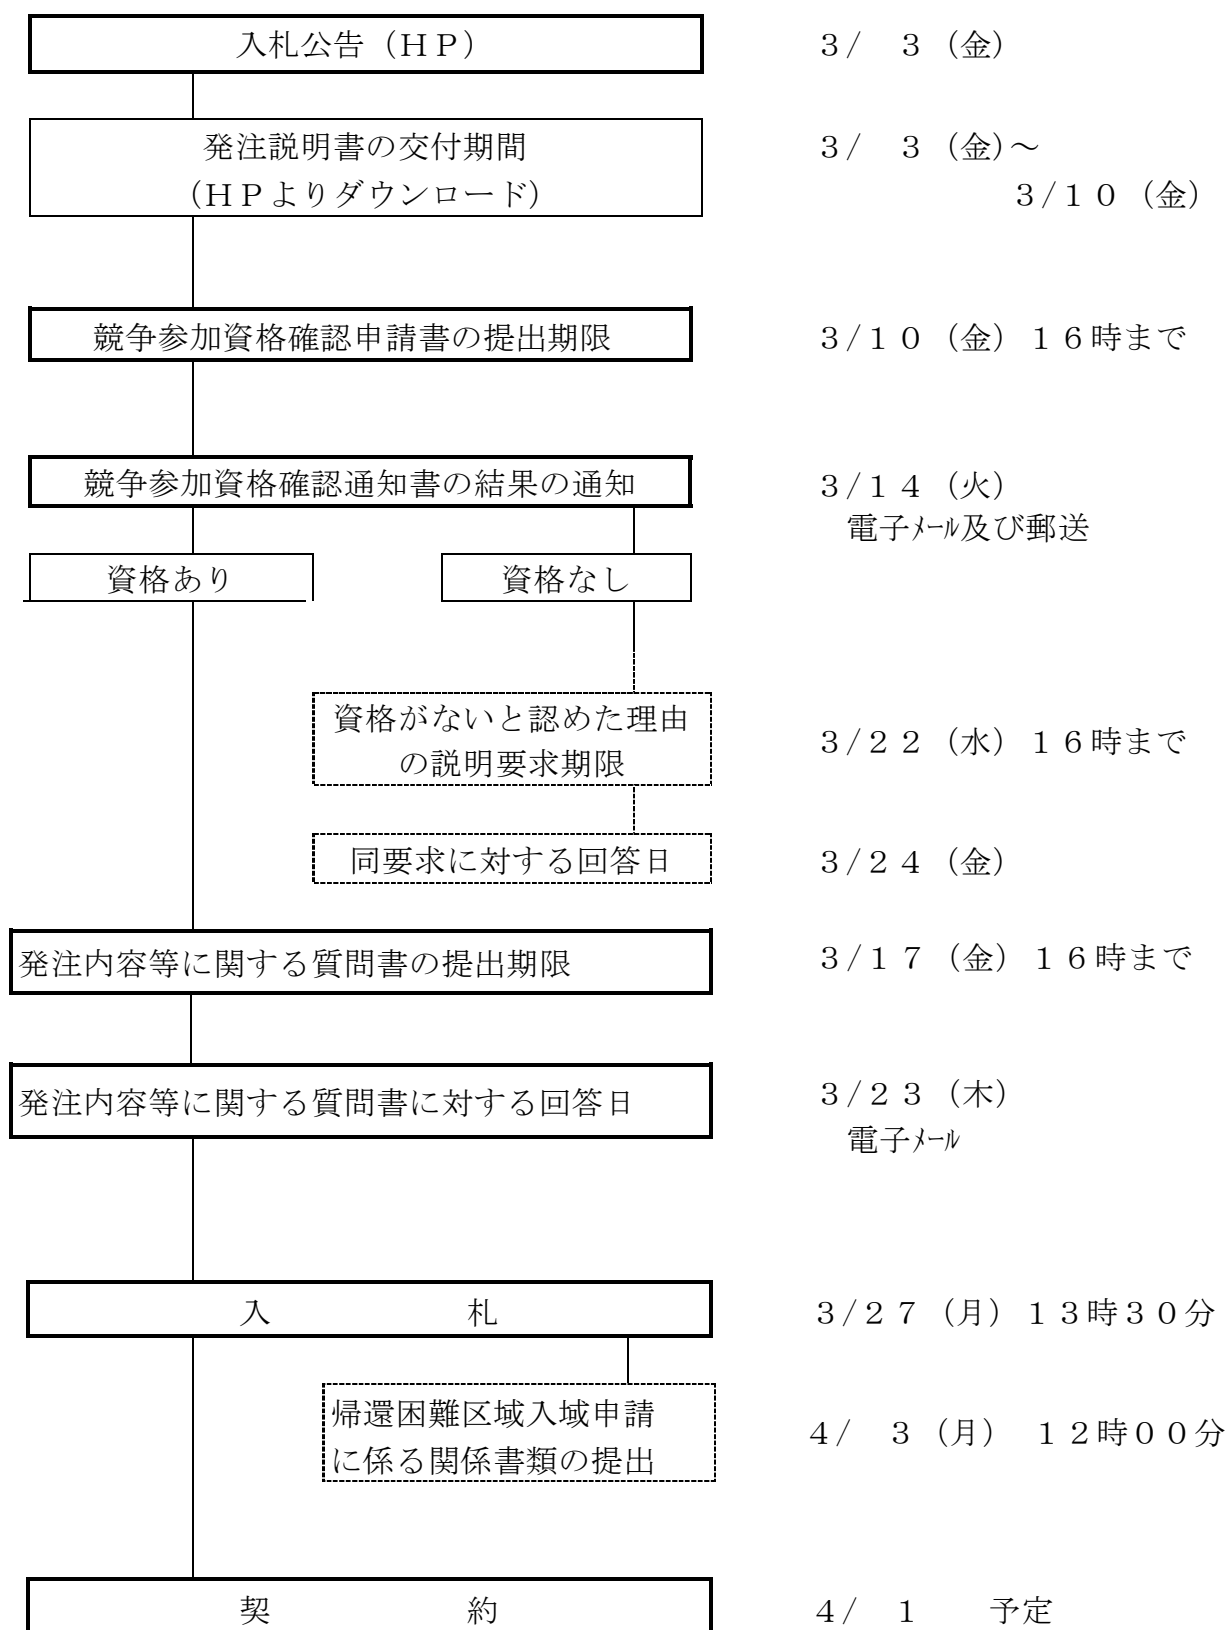 入札公告（ＨＰ）
３/　３（金）
発注説明書の交付期間
（ＨＰよりダウンロード）
３/　３（金）～
３/１０（金）
競争参加資格確認申請書の提出期限
３/１０（金）１６時まで
競争参加資格確認通知書の結果の通知
３/１４（火）
電子ﾒｰﾙ及び郵送
資格あり
資格なし
資格がないと認めた理由
の説明要求期限
３/２２（水）１６時まで
同要求に対する回答日
３/２４（金）
発注内容等に関する質問書の提出期限
３/１７（金）１６時まで
発注内容等に関する質問書に対する回答日
３/２３（木）
電子ﾒｰﾙ
入　　　　　　札
３/２７（月）１３時３０分
帰還困難区域入域申請
に係る関係書類の提出
４/　３（月）　１２時００分
契　　　　　　約
４/　１　　予定